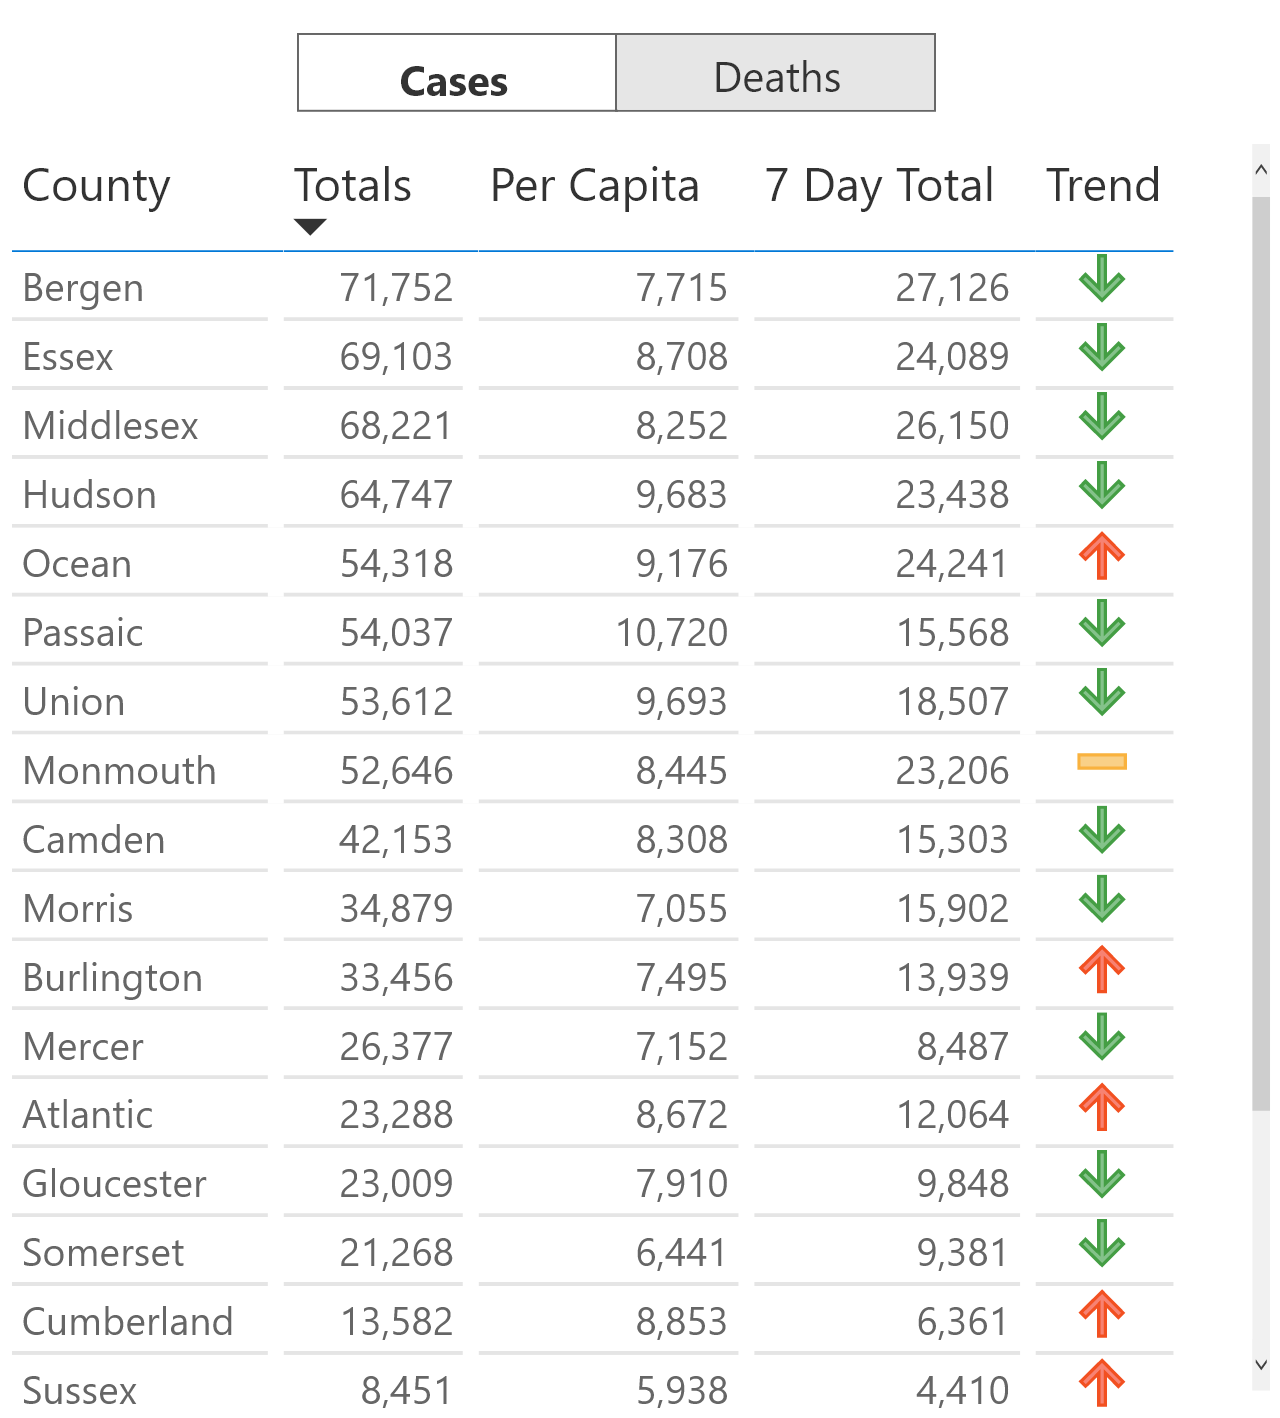 Cases Deaths
County Totals Per Capita 7 Day Total Trend
Bergen 71,752 7,715 27,126
Essex 69,103 8,708 24,089
Middlesex 68,221 8,252 26,150
Hudson 64,747 9,683 23,438
Ocean 54,318 9,176 24,241
Passaic 54,037 10,720 15,568
Union 53,612 9,693 18,507
Monmouth 52,646 8,445 23,206
Camden 42,153 8,308 15,303
Morris 34,879 7,055 15,902
Burlington 33,456 7,495 13,939
Mercer 26,377 7,152 8,487
Atlantic 23,288 8,672 12,064
Gloucester 23,009 7,910 9,848
Somerset 21,268 6,441 9,381
Cumberland 13,582 8,853 6,361
Sussex 8,451 5,938 4,410